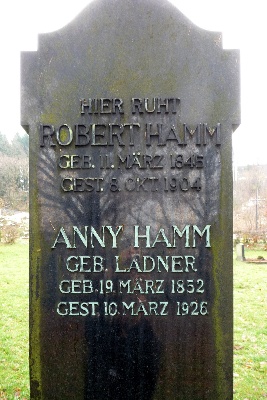 HIER RUHT
ROBERT HAMM
GEB. 11. MÄRZ 1845
GEST. 8. OKT. 1904
ANNY HAMM
GEB. LADNER
GEB. 19. MÄRZ 1852
GEST. 10. MÄRZ 1926